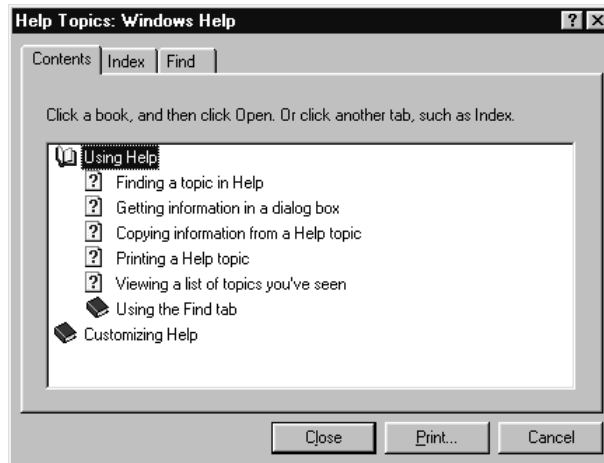 Help Topics: Windows Help
Contents Index Find
Click a book, and then click Open. Or click another tab, such as Index.
Using Help
Finding a topic in Help
Getting information in a dialog box
Copying information from a Help topic
Printing a Help topic
Viewing a list of topics you've seen
Using the Find tab
Customizing Help
Close Print... Cancel